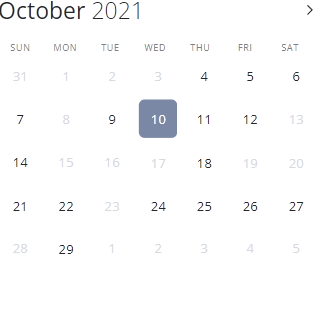 October 2021
SUN MON TUE WED THU FRI SAT
31 1 2 3 4 5 6
7 8 9 10 11 12 13
14 15 16 17 18 19 20
21 22 23 24 25 26 27
28 29 1 2 3 4 5